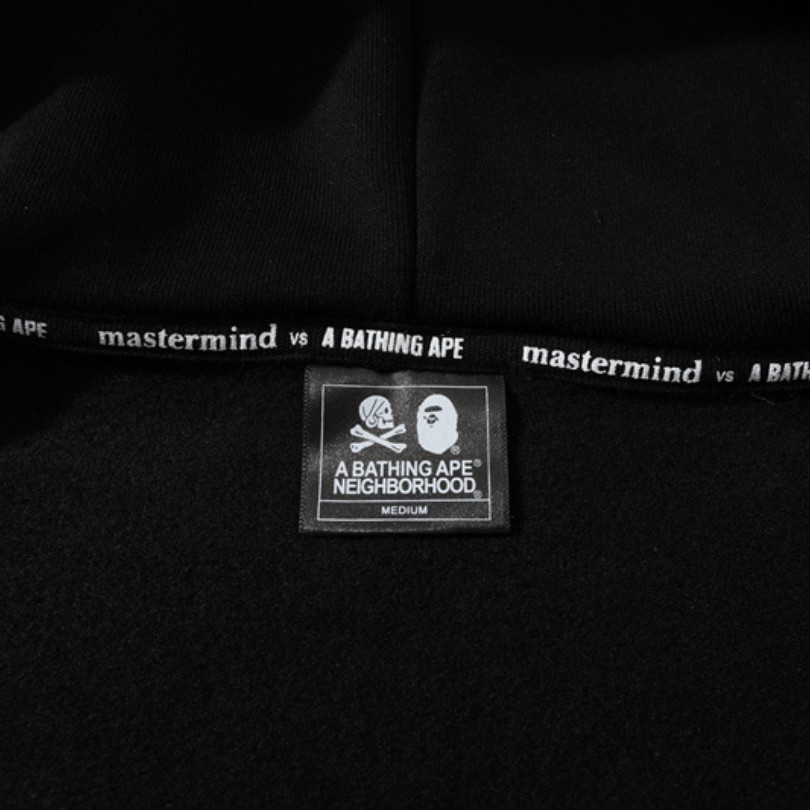 G APE mastermind vs A BATHING APE mastermind vs A BATH
A BATHING APE®
NEIGHBORHOOD®
MEDIUM